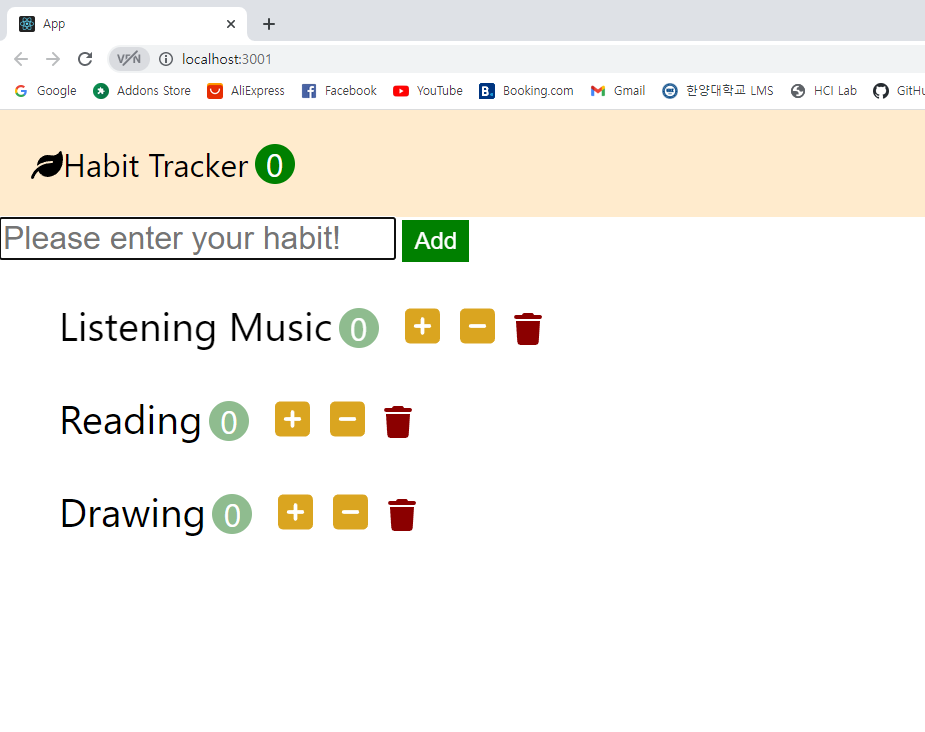 App
VPN localhost:3001
Google Addons Store AliExpress Facebook YouTube Booking.com Gmail 한양대학교 LMS HCI Lab GitHu
Habit Tracker 0
Please enter your habit! Add
Listening Music 0
Reading 0
Drawing 0